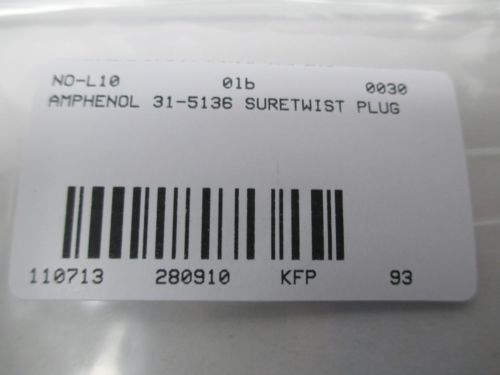 NO-L10 01b 0030
AMPHENOL 31-5136 SURETWIST PLUG
110713 280910 KFP 93